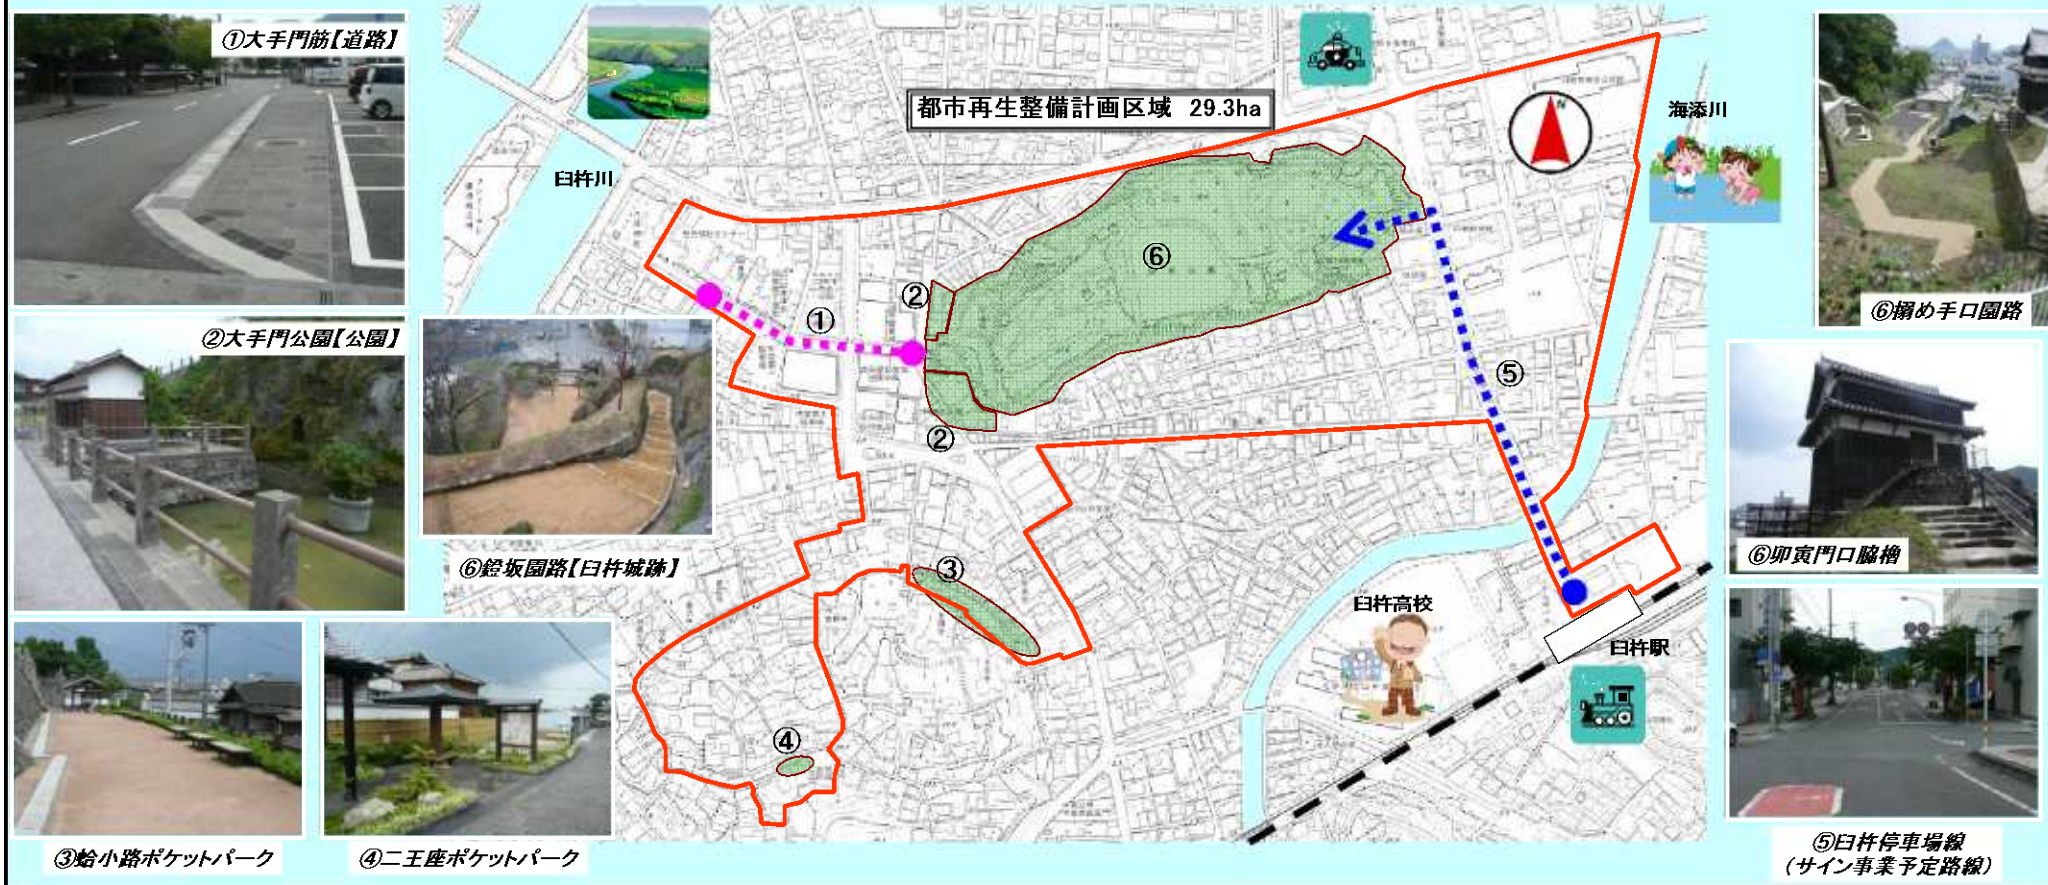 ①大手門筋【道路】
②大手門公園【公園】
③蛤小路ポケットパーク
④二王座ポケットパーク
⑥鐙坂園路【臼杵城跡】
都市再生整備計画区域 29.3ha
臼杵川
海添川
N
①
②
②
③
④
⑤
⑥
臼杵高校
臼杵駅
⑥搦め手口園路
⑥卯寅門口脇櫓
⑤臼杵停車場線
(サイン事業予定路線)